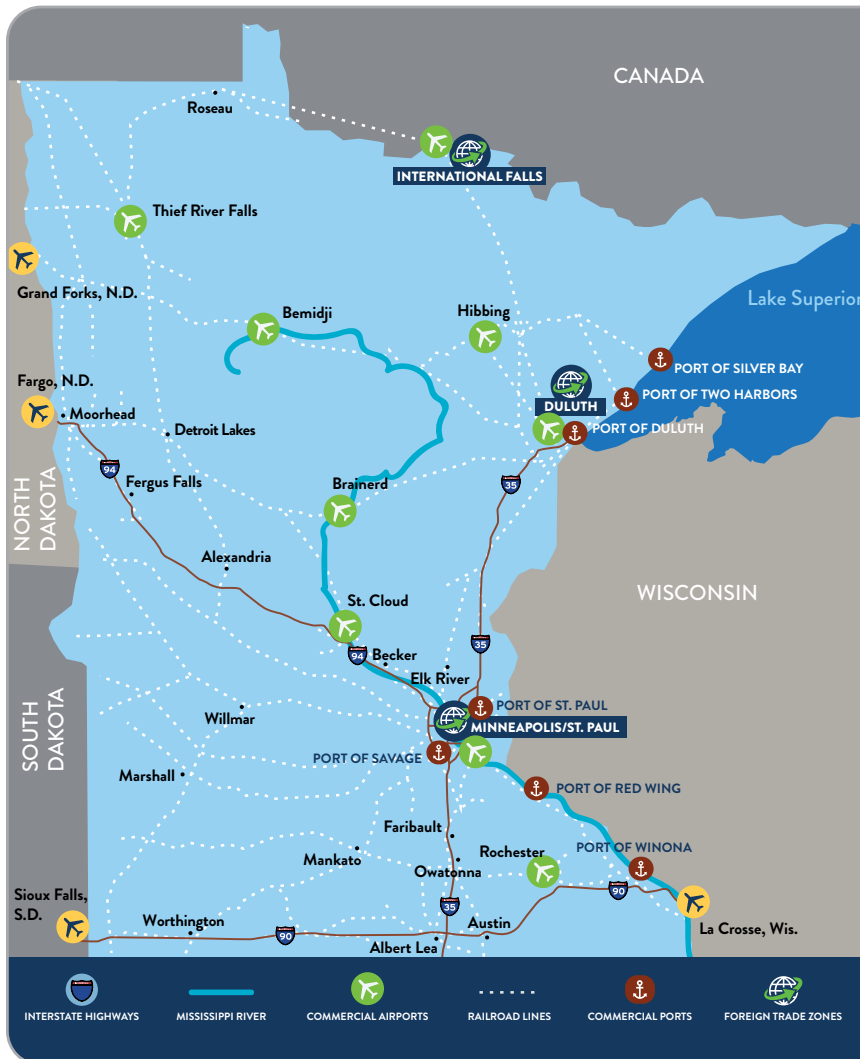 CANADA
Roseau
INTERNATIONAL FALLS
Thief River Falls
Grand Forks, N.D.
Bemidji
Hibbing
Lake Superior
PORT OF SILVER BAY
Fargo, N.D.
PORT OF TWO HARBORS
DULUTH
Moorhead
PORT OF DULUTH
Detroit Lakes
94
Fergus Falls
Brainerd
35
NORTH
DAKOTA
Alexandria
WISCONSIN
St. Cloud
35
94
Becker
Elk River
PORT OF ST. PAUL
Willmar
MINNEAPOLIS/ST. PAUL
SOUTH
DAKOTA
PORT OF SAVAGE
Marshall
PORT OF RED WING
Faribault
PORT OF WINONA
Rochester
Mankato
Owatonna
90
Sioux Falls,
S.D.
35
Worthington
Austin
La Crosse, Wis.
90
Albert Lea
INTERSTATE HIGHWAYS
MISSISSIPPI RIVER
COMMERCIAL AIRPORTS
RAILROAD LINES
COMMERCIAL PORTS
FOREIGN TRADE ZONES